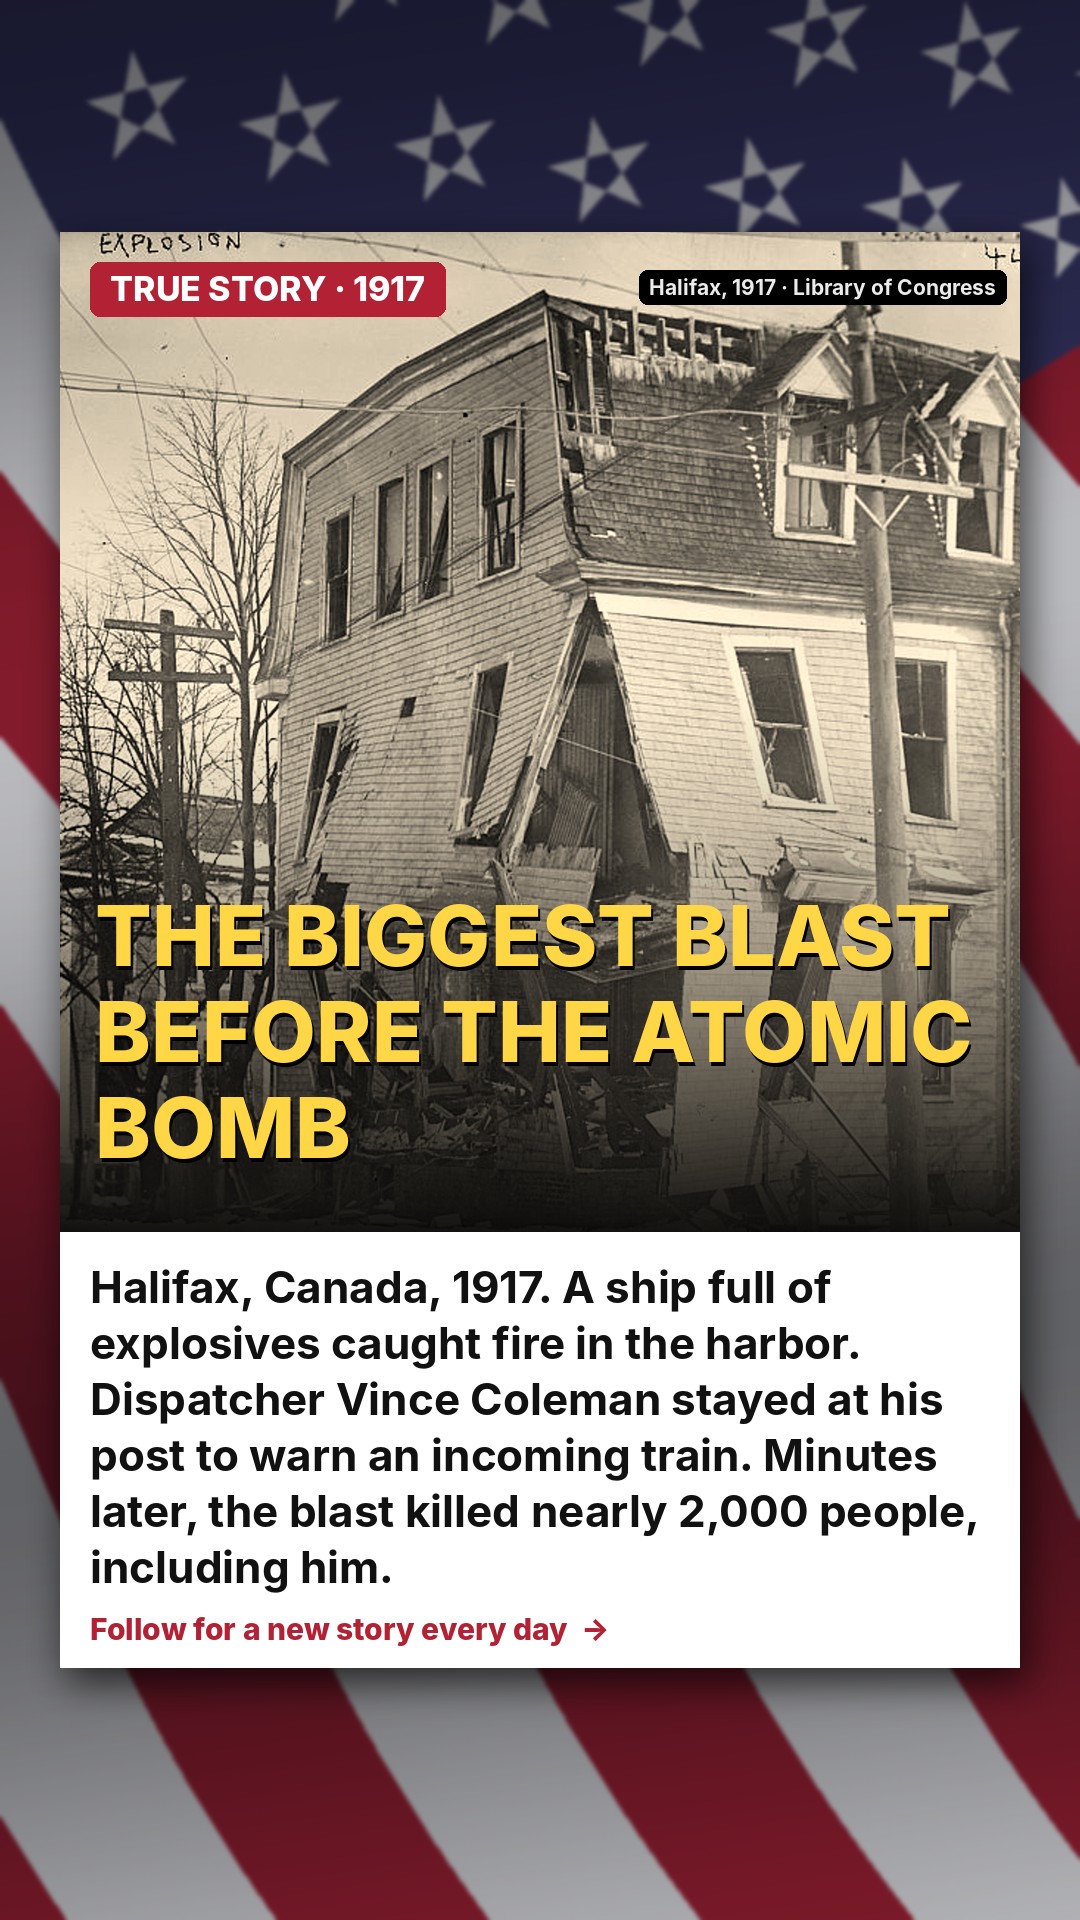 EXPLOSION
TRUE STORY · 1917
Halifax, 1917 · Library of Congress
THE BIGGEST BLAST
BEFORE THE ATOMIC
BOMB
Halifax, Canada, 1917. A ship full of
explosives caught fire in the harbor.
Dispatcher Vince Coleman stayed at his
post to warn an incoming train. Minutes
later, the blast killed nearly 2,000 people,
including him.
Follow for a new story every day →